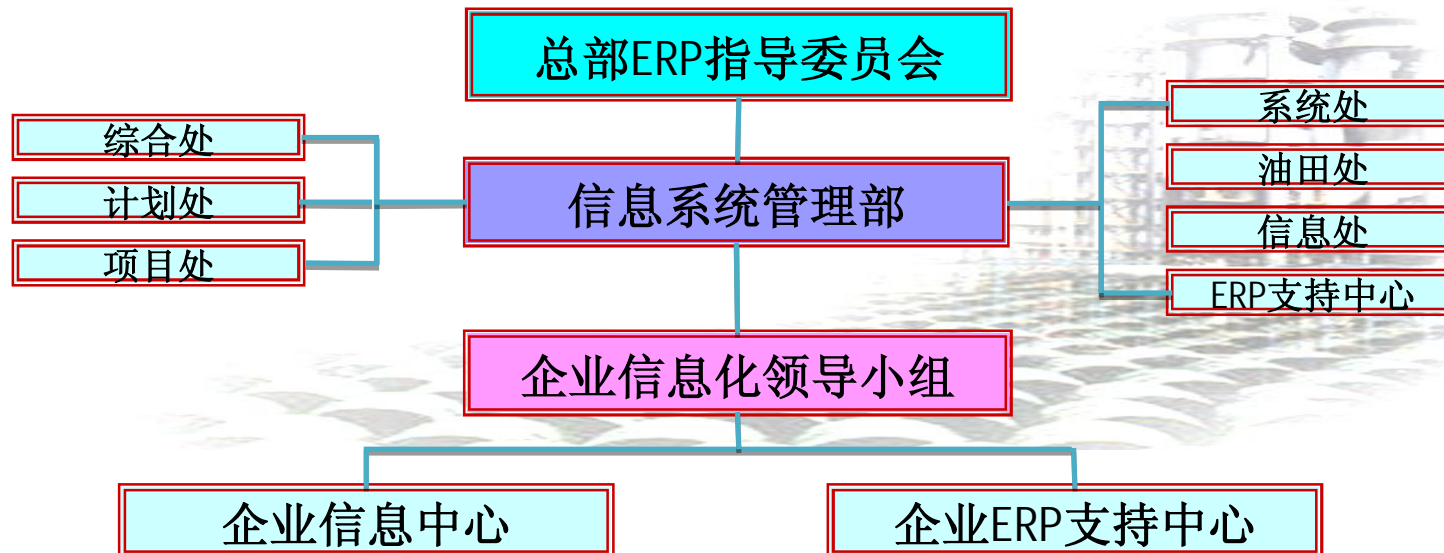 总部ERP指导委员会
综合处
计划处
项目处
信息系统管理部
系统处
油田处
信息处
ERP支持中心
企业信息化领导小组
企业信息中心
企业ERP支持中心